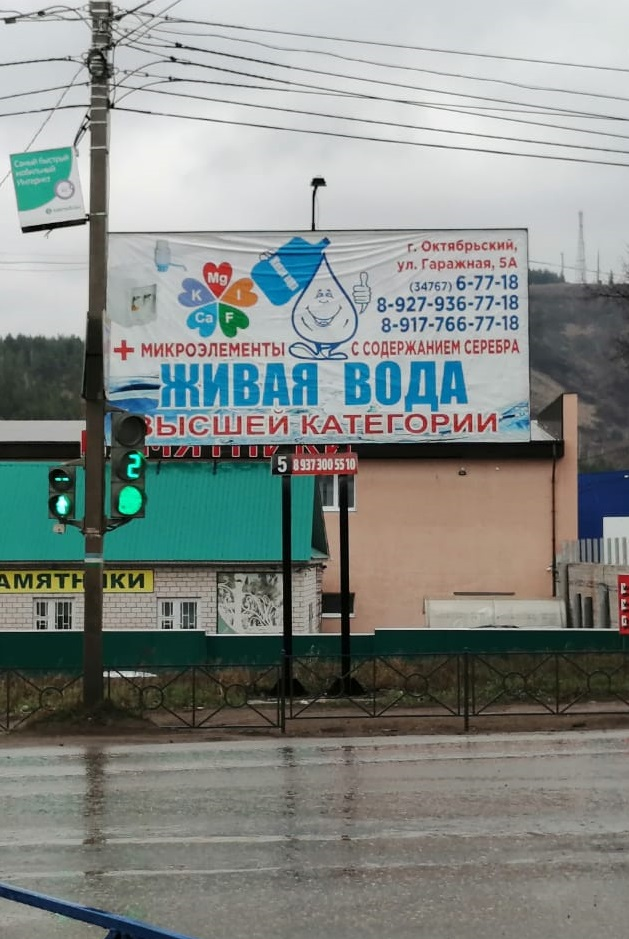 Самый быстрый
мобильный
Интернет
г. Октябрьский,
ул. Гаражная, 5А
(34767) 6-77-18
8-927-936-77-18
8-917-766-77-18
Mg
K I
Ca F
+ МИКРОЭЛЕМЕНТЫ С СОДЕРЖАНИЕМ СЕРЕБРА
ЖИВАЯ ВОДА
ВЫСШЕЙ КАТЕГОРИИ
5 8 937 300 55 10
2
АМЯТНИКИ